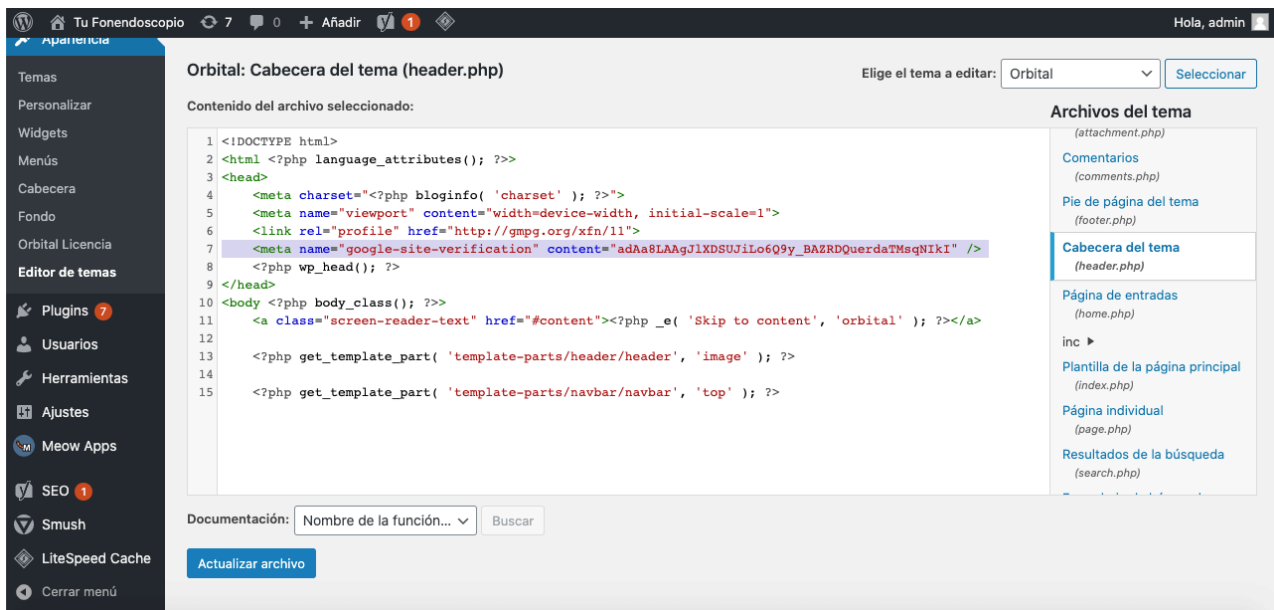 Tu Fonendoscopio 7 0 Añadir 1 Hola, admin
Apariencia
Temas
Personalizar
Widgets
Menús
Cabecera
Fondo
Orbital Licencia
Editor de temas
Plugins 7
Usuarios
Herramientas
Ajustes
Meow Apps
SEO 1
Smush
LiteSpeed Cache
Cerrar menú
Orbital: Cabecera del tema (header.php)
Elige el tema a editar: Orbital Seleccionar
Contenido del archivo seleccionado:
1 <!DOCTYPE html>
2 <html <?php language_attributes(); ?>>
3 <head>
4 <meta charset="<?php bloginfo( 'charset' ); ?>">
5 <meta name="viewport" content="width=device-width, initial-scale=1">
6 <link rel="profile" href="http://gmpg.org/xfn/11">
7 <meta name="google-site-verification" content="adAa8LAAgJlXDSUJiLo6Q9y_BAZRDQuerdaTMsqNIkI" />
8 <?php wp_head(); ?>
9 </head>
10 <body <?php body_class(); ?>>
11 <a class="screen-reader-text" href="#content"><?php _e( 'Skip to content', 'orbital' ); ?></a>
12
13 <?php get_template_part( 'template-parts/header/header', 'image' ); ?>
14
15 <?php get_template_part( 'template-parts/navbar/navbar', 'top' ); ?>
Archivos del tema
(attachment.php)
Comentarios
(comments.php)
Pie de página del tema
(footer.php)
Cabecera del tema
(header.php)
Página de entradas
(home.php)
inc
Plantilla de la página principal
(index.php)
Página individual
(page.php)
Resultados de la búsqueda
(search.php)
Documentación: Nombre de la función... Buscar
Actualizar archivo